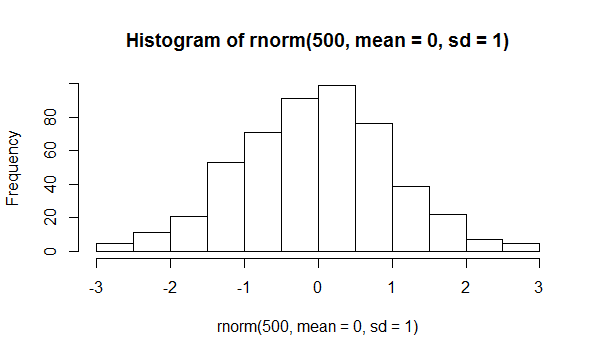 Histogram of rnorm(500, mean = 0, sd = 1)
Frequency
80
60
40
20
0
-3 -2 -1 0 1 2 3
rnorm(500, mean = 0, sd = 1)